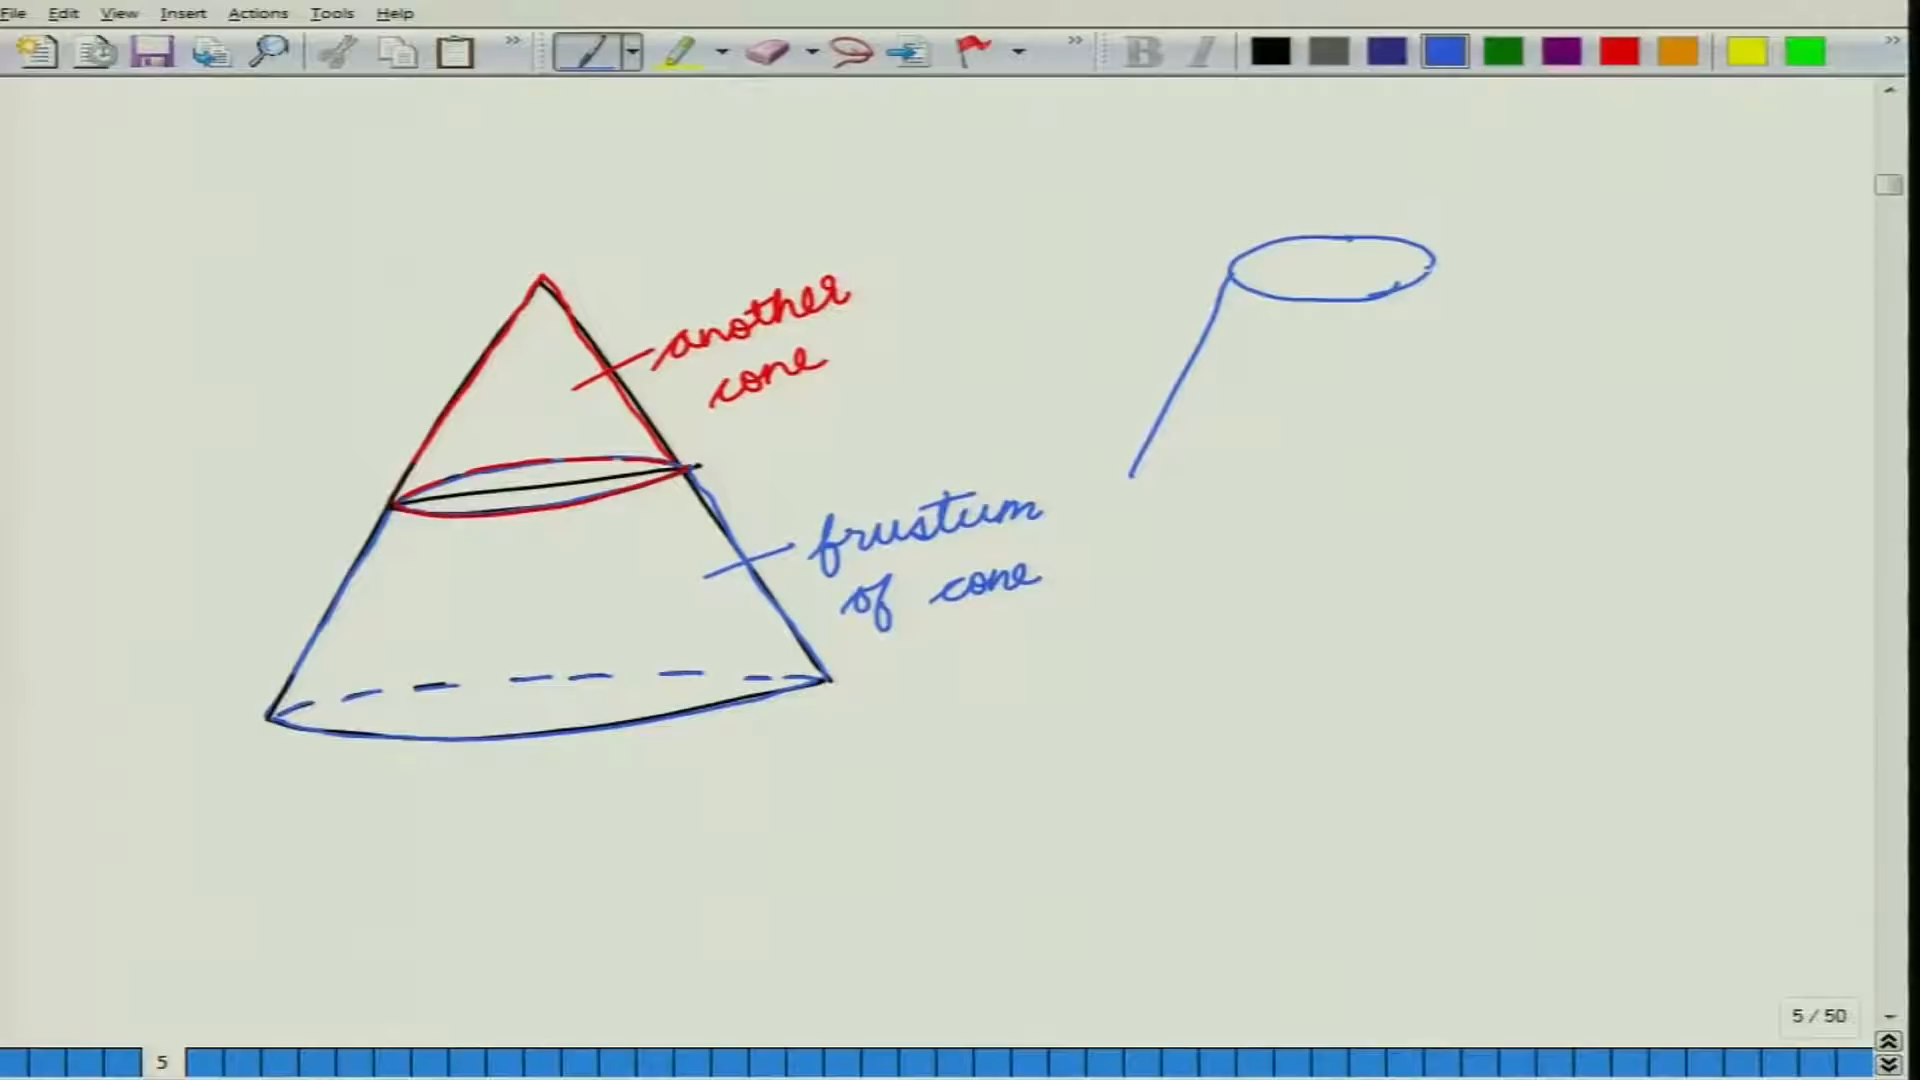 File Edit View Insert Actions Tools Help
B I
another
cone
frustum
of cone
5 / 50
5